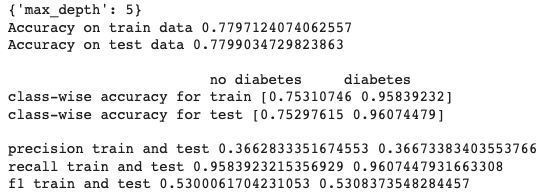 {'max_depth': 5}
Accuracy on train data 0.7797124074062557
Accuracy on test data 0.7799034729823863
no diabetes diabetes
class-wise accuracy for train [0.75310746 0.95839232]
class-wise accuracy for test [0.75297615 0.96074479]
precision train and test 0.3662833351674553 0.36673383403553766
recall train and test 0.9583923215356929 0.9607447931663308
f1 train and test 0.5300061704231053 0.5308373548284457